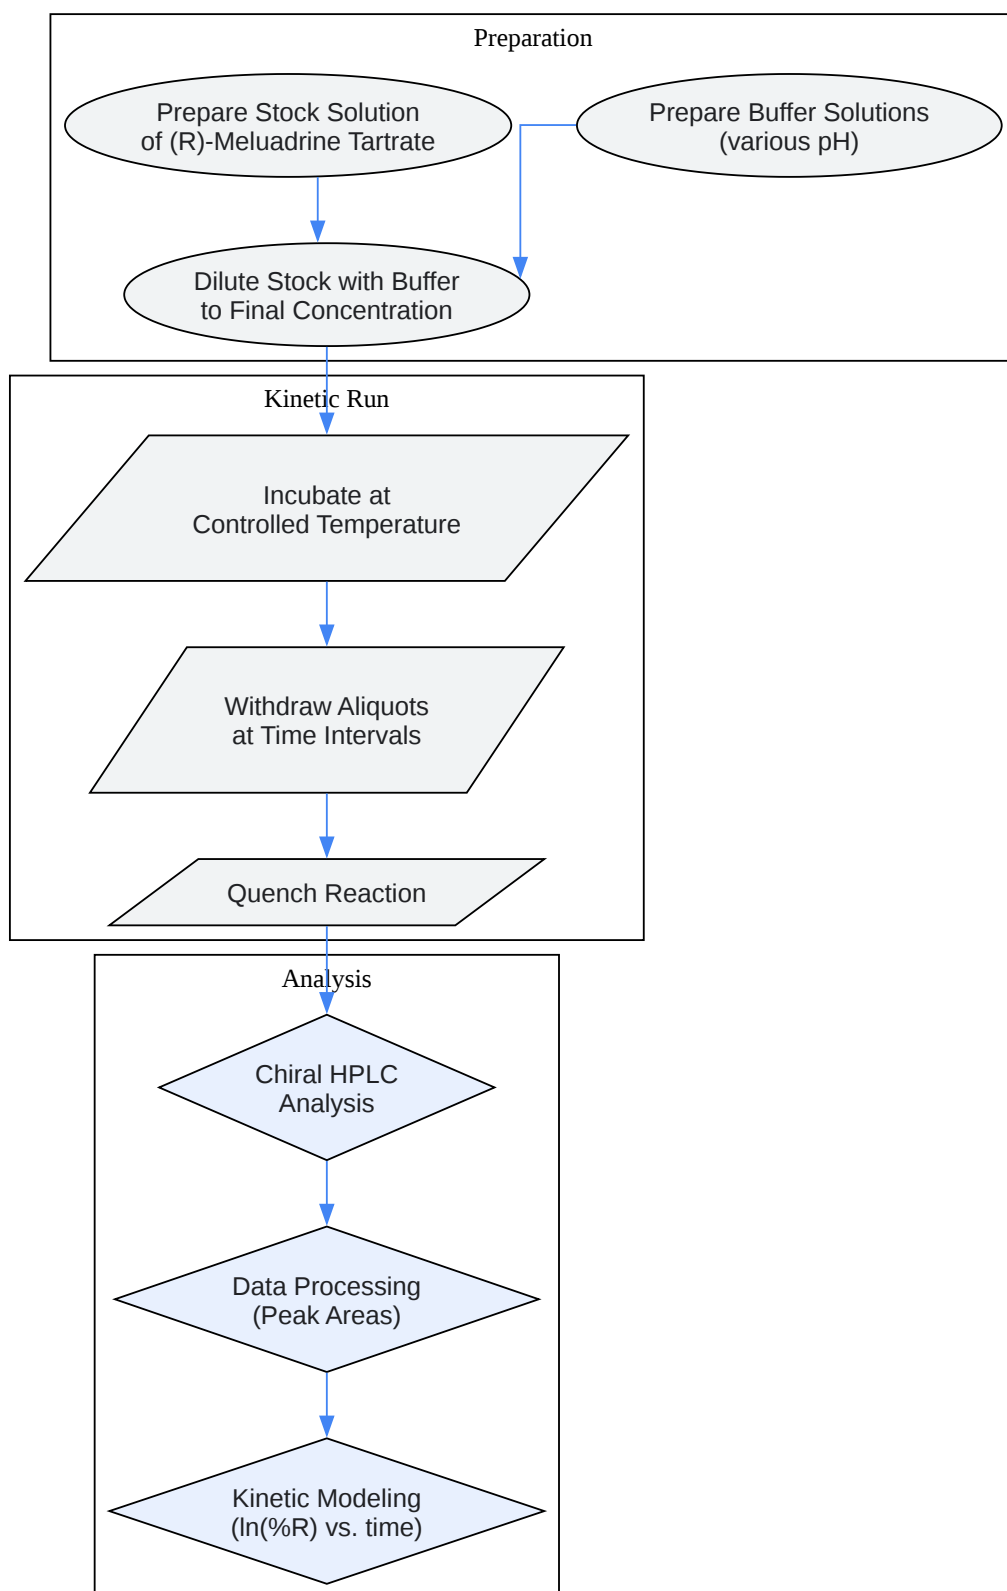 Preparation
Prepare Stock Solution
of (R)-Meluadrine Tartrate
Prepare Buffer Solutions
(various pH)
Dilute Stock with Buffer
to Final Concentration
Kinetic Run
Incubate at
Controlled Temperature
Withdraw Aliquots
at Time Intervals
Quench Reaction
Analysis
Chiral HPLC
Analysis
Data Processing
(Peak Areas)
Kinetic Modeling
(ln(%R) vs. time)